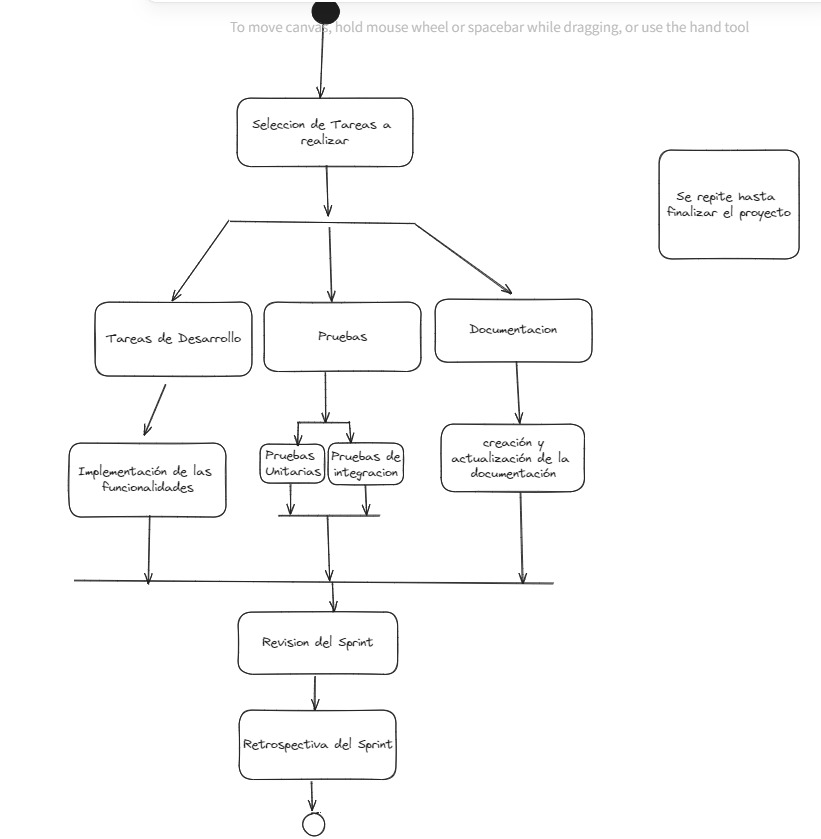 To move canvas, hold mouse wheel or spacebar while dragging, or use the hand tool
Seleccion de Tareas a
realizar
Se repite hasta
finalizar el proyecto
Tareas de Desarrollo
Pruebas
Documentacion
Implementación de las
funcionalidades
Pruebas
Unitarias
Pruebas de
integracion
creación y
actualización de la
documentación
Revision del Sprint
Retrospectiva del Sprint